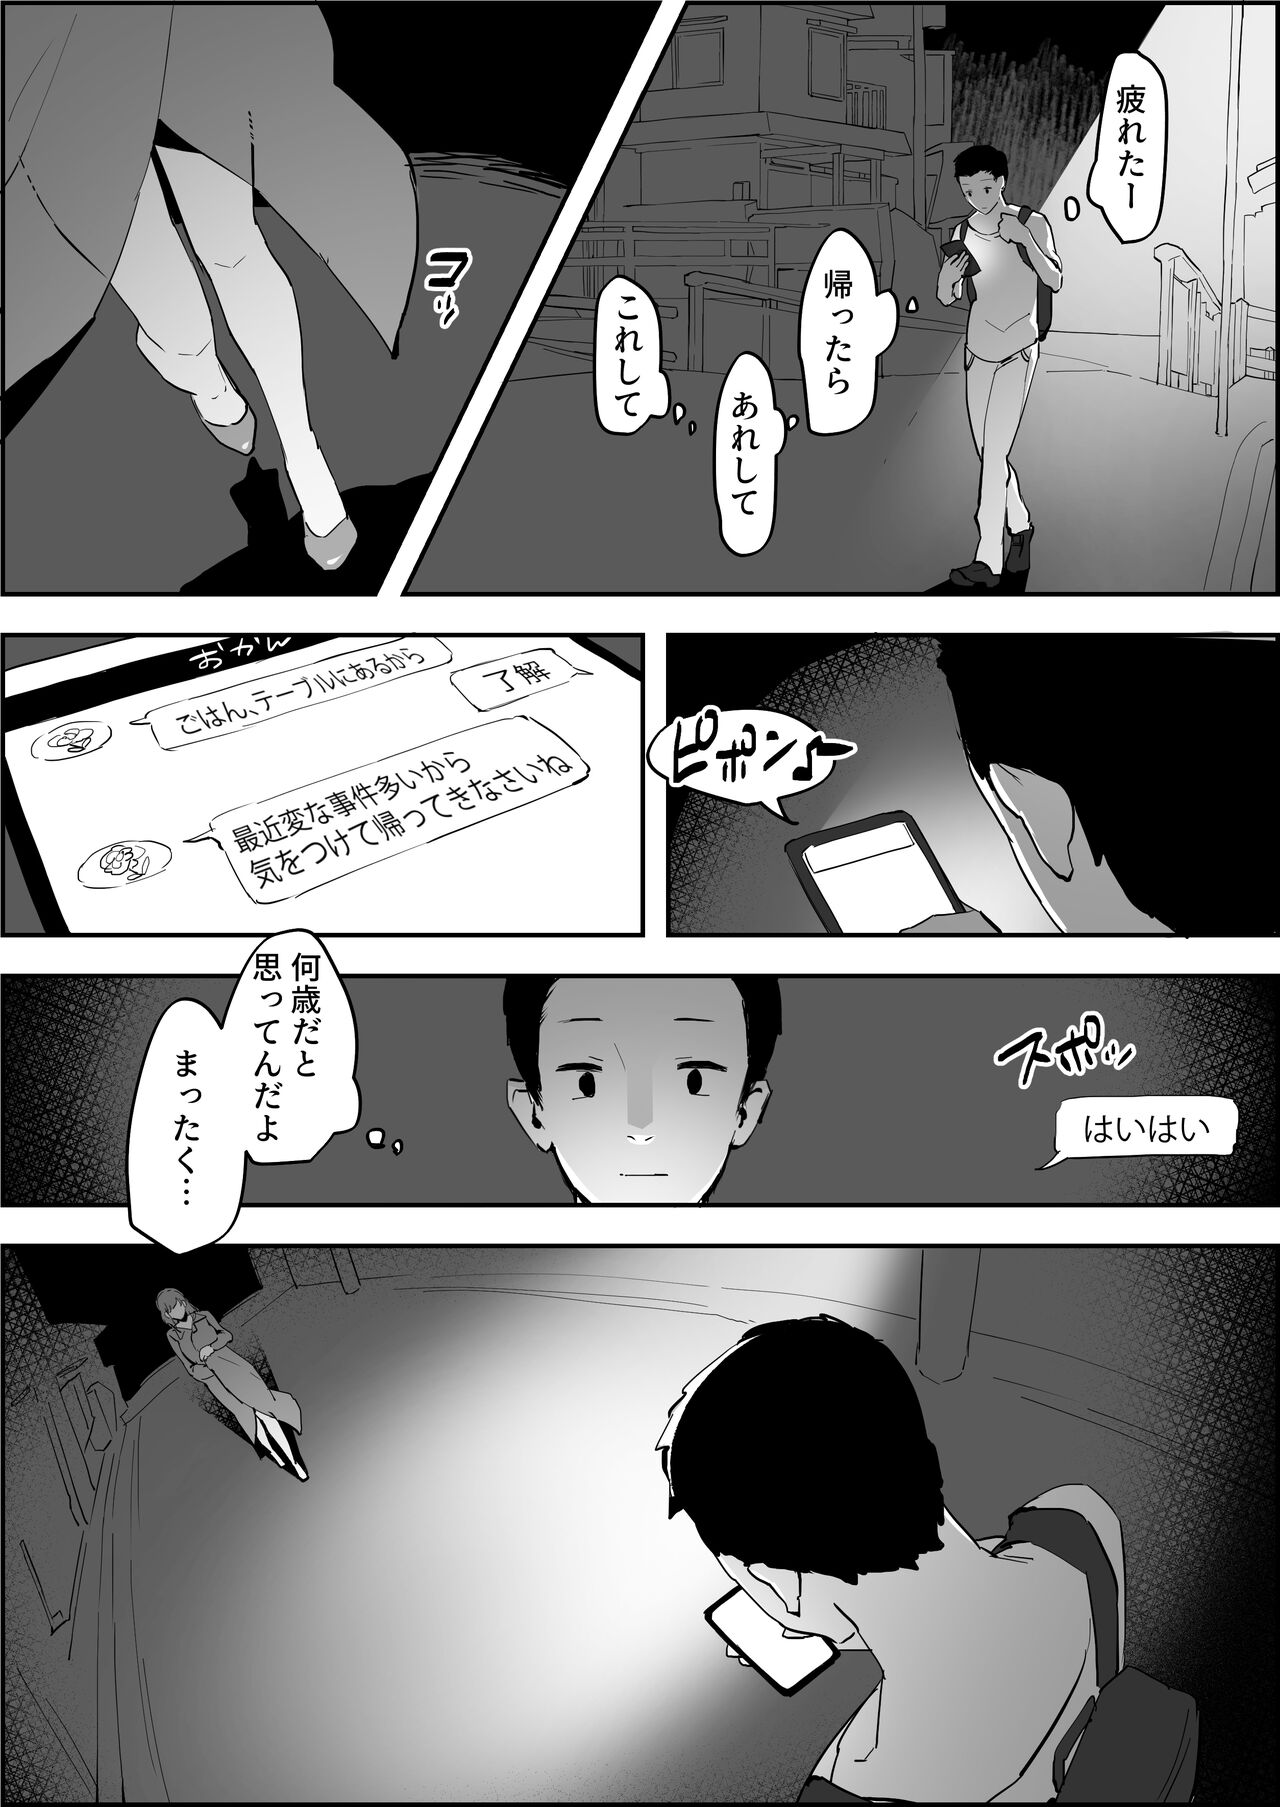 疲れたー
帰ったら
あれして
これして
コッ
ピポン♪
おかん
ごはん、テーブルにあるから
了解
最近変な事件多いから
気をつけて帰ってきなさいね
スポッ
はいはい
何歳だと
思ってんだよ
まったく…